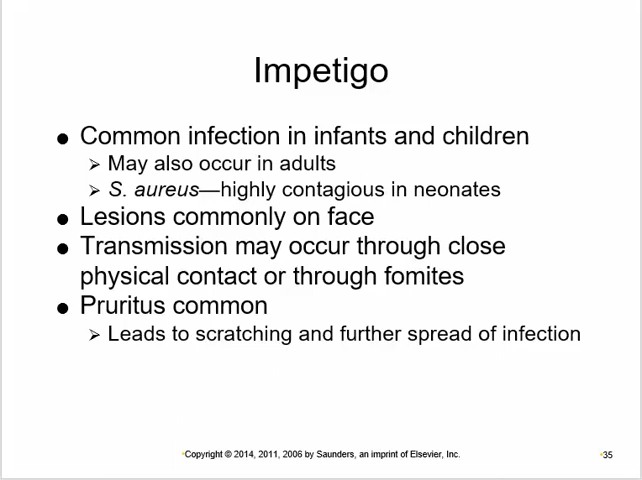 Impetigo
● Common infection in infants and children
➢ May also occur in adults
➢ S. aureus—highly contagious in neonates
● Lesions commonly on face
● Transmission may occur through close
physical contact or through fomites
● Pruritus common
➢ Leads to scratching and further spread of infection
•Copyright © 2014, 2011, 2006 by Saunders, an imprint of Elsevier, Inc.
•35